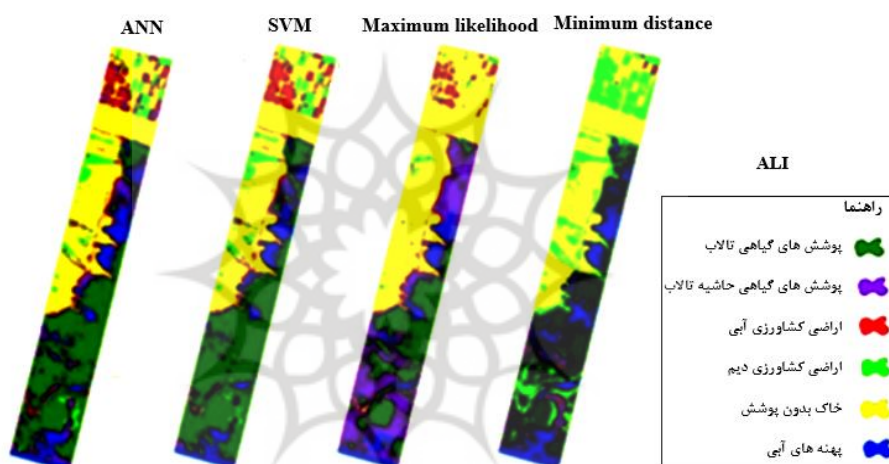 ANN
SVM
Maximum likelihood
Minimum distance
ALI
راهنما
پوشش های گیاهی تالاب
پوشش های گیاهی حاشیه تالاب
اراضی کشاورزی آبی
اراضی کشاورزی دیم
خاک بدون پوشش
پهنه های آبی